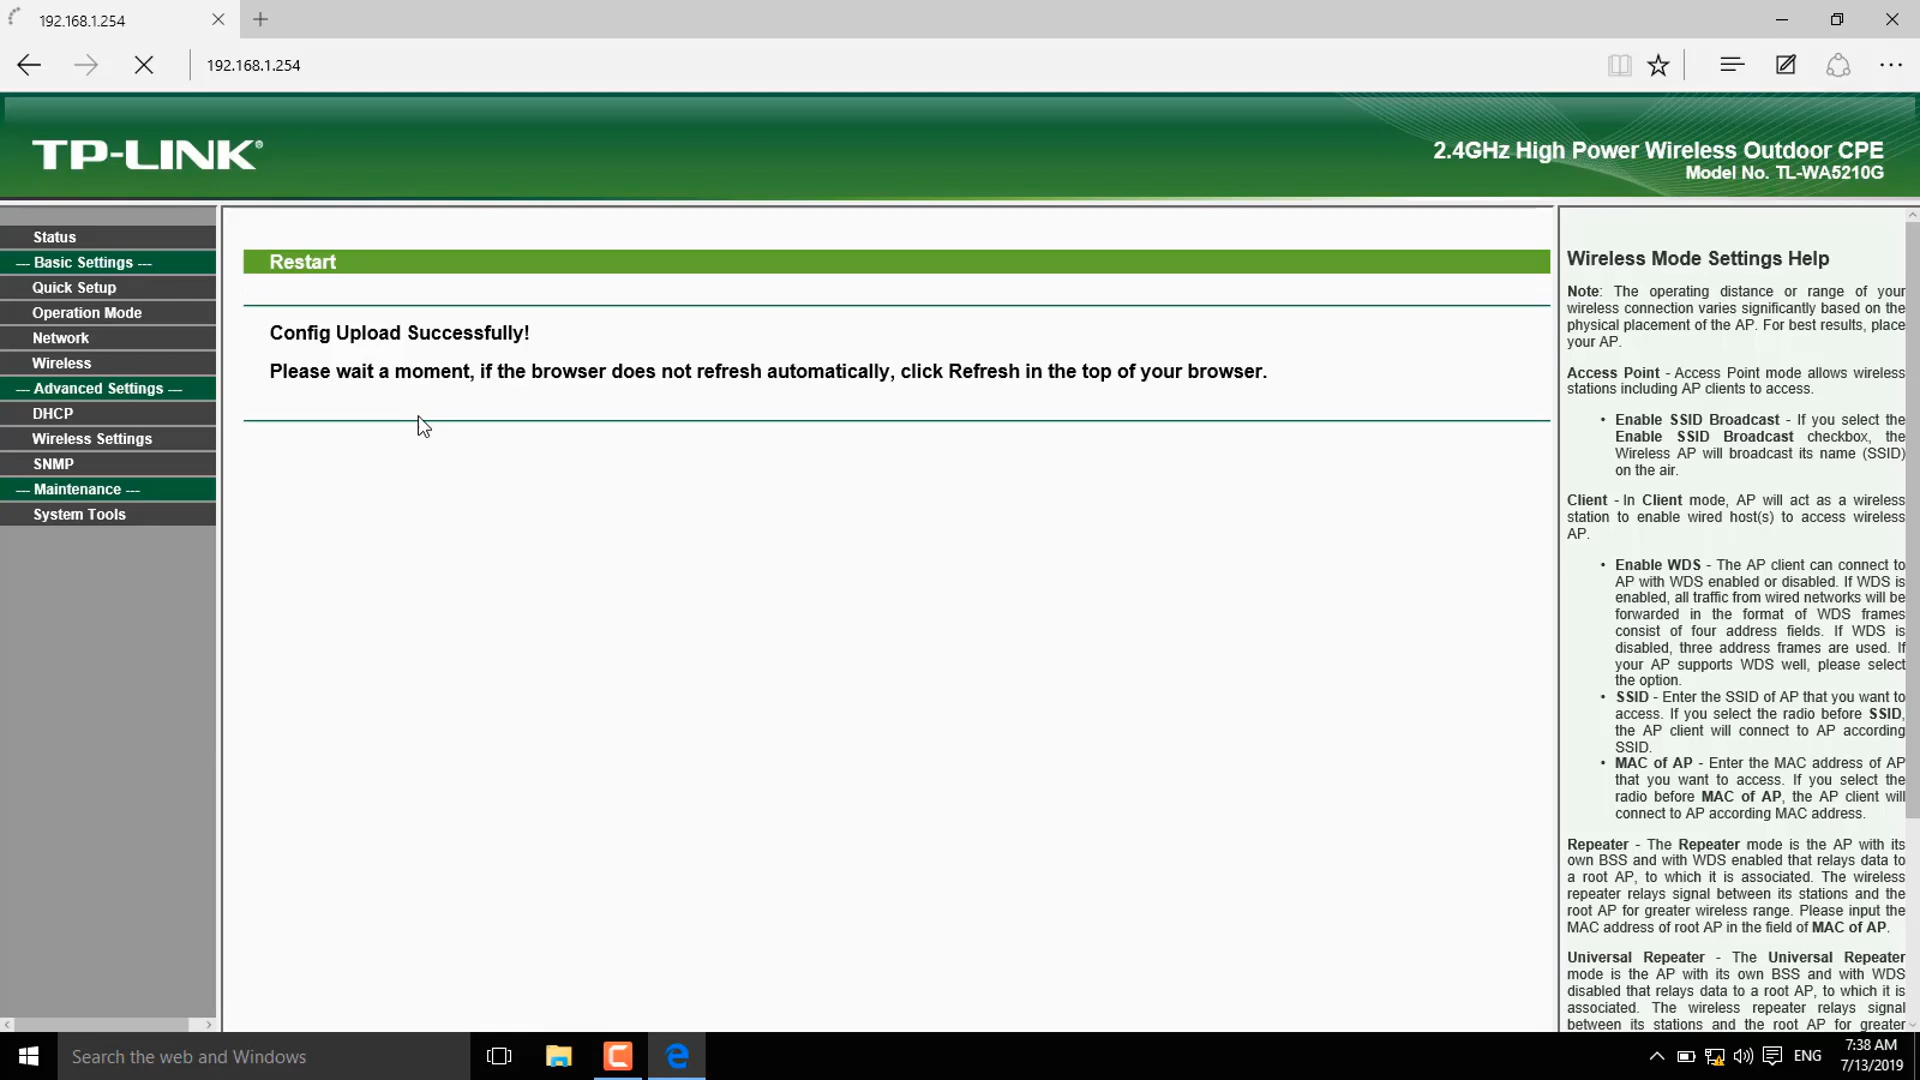 192.168.1.254
192.168.1.254
TP-LINK®
2.4GHz High Power Wireless Outdoor CPE
Model No. TL-WA5210G
Status
--- Basic Settings ---
Quick Setup
Operation Mode
Network
Wireless
--- Advanced Settings ---
DHCP
Wireless Settings
SNMP
--- Maintenance ---
System Tools
Restart
Config Upload Successfully!
Please wait a moment, if the browser does not refresh automatically, click Refresh in the top of your browser.
Wireless Mode Settings Help
Note: The operating distance or range of your
wireless connection varies significantly based on the
physical placement of the AP. For best results, place
your AP.
Access Point - Access Point mode allows wireless
stations including AP clients to access.
• Enable SSID Broadcast - If you select the
Enable SSID Broadcast checkbox, the
Wireless AP will broadcast its name (SSID)
on the air.
Client - In Client mode, AP will act as a wireless
station to enable wired host(s) to access wireless
AP.
• Enable WDS - The AP client can connect to
AP with WDS enabled or disabled. If WDS is
enabled, all traffic from wired networks will be
forwarded in the format of WDS frames
consist of four address fields. If WDS is
disabled, three address frames are used. If
your AP supports WDS well, please select
the option.
• SSID - Enter the SSID of AP that you want to
access. If you select the radio before SSID,
the AP client will connect to AP according
SSID.
• MAC of AP - Enter the MAC address of AP
that you want to access. If you select the
radio before MAC of AP, the AP client will
connect to AP according MAC address.
Repeater - The Repeater mode is the AP with its
own BSS and with WDS enabled that relays data to
a root AP, to which it is associated. The wireless
repeater relays signal between its stations and the
root AP for greater wireless range. Please input the
MAC address of root AP in the field of MAC of AP.
Universal Repeater - The Universal Repeater
mode is the AP with its own BSS and with WDS
disabled that relays data to a root AP, to which it is
associated. The wireless repeater relays signal
between its stations and the root AP for greater
Search the web and Windows
ENG
7:38 AM
7/13/2019